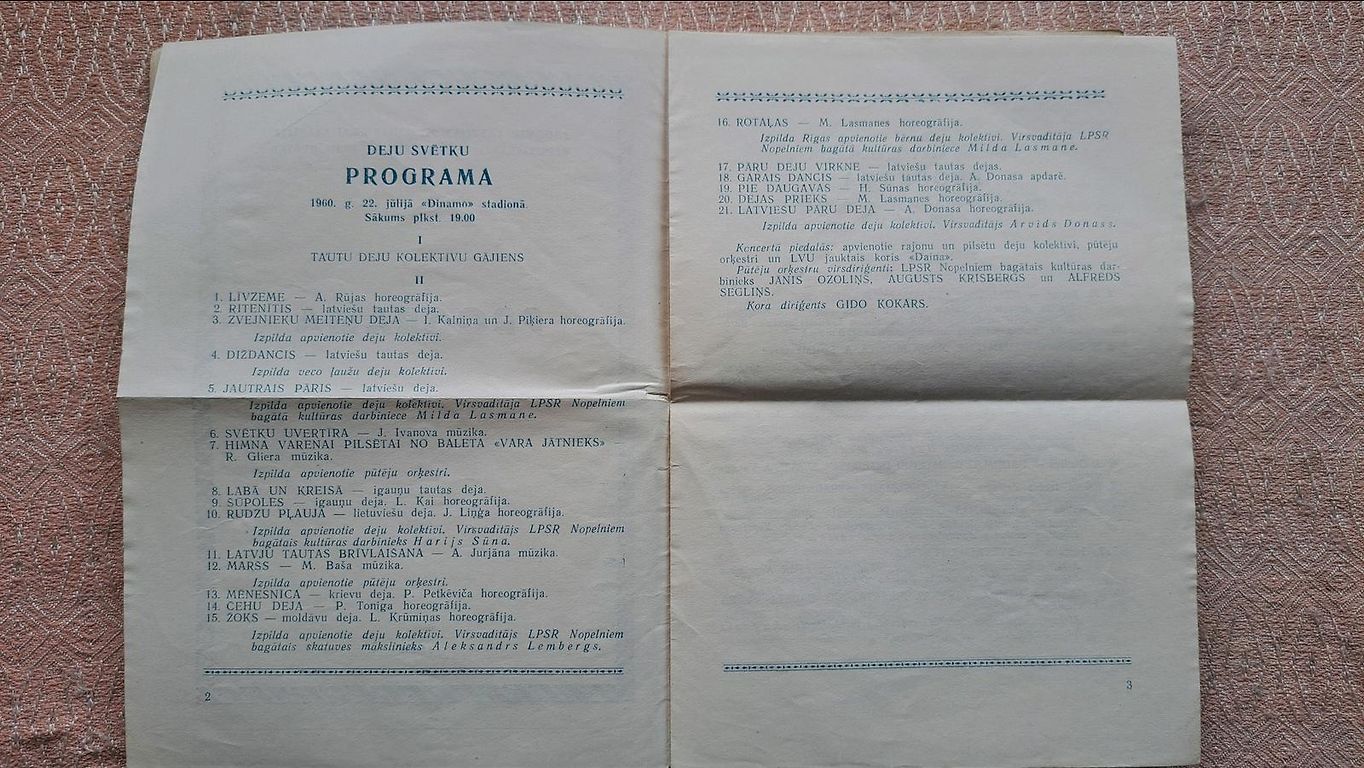 DEJU SVĒTKU
PROGRAMA
1960. g. 22. jūlijā «Dinamo» stadionā.
Sākums plkst. 19.00
I
TAUTU DEJU KOLEKTIVU GĀJIENS
II
1. LĪVZEME — A. Rūjas horeogrāfija.
2. RITENĪTIS — latviešu tautas deja.
3. ZVEJNIEKU MEITEŅU DEJA — I. Kalniņa un J. Piķiera horeogrāfija.
Izpilda apvienotie deju kolektīvi.
4. DIŽDANCIS — latviešu tautas deja.
Izpilda veco ļaužu deju kolektīvi.
5. JAUTRAIS PĀRIS — latviešu deja.
Izpilda apvienotie deju kolektīvi. Virsvadītāja LPSR Nopelniem
bagātā kultūras darbiniece Milda Lasmane.
6. SVĒTKU UVERTĪRA — J. Ivanova mūzika.
7. HIMNA VARENAI PILSĒTAI NO BALETA «VARA JĀTNIEKS» —
R. Gliera mūzika.
Izpilda apvienotie pūtēju orķestri.
8. LABĀ UN KREISĀ — igauņu tautas deja.
9. ŠŪPOLES — igauņu deja. L. Kai horeogrāfija.
10. RUDZU PĻAUJA — lietuviešu deja. J. Liņģa horeogrāfija.
Izpilda apvienotie deju kolektīvi. Virsvadītājs LPSR Nopelniem
bagātais kultūras darbinieks Harijs Sūna.
11. LATVJU TAUTAS BRĪVLAIŠANA — A. Jurjāna mūzika.
12. MARŠS — M. Baša mūzika.
Izpilda apvienotie pūtēju orķestri.
13. MĒNESNĪCA — krievu deja. P. Petkēviča horeogrāfija.
14. CEHU DEJA — P. Toniga horeogrāfija.
15. ŽOKS — moldāvu deja. L. Krūmiņas horeogrāfija.
Izpilda apvienotie deju kolektīvi. Virsvadītājs LPSR Nopelniem
bagātais skatuves mākslinieks Aleksandrs Lembergs.
2
16. ROTAĻAS — M. Lasmanes horeogrāfija.
Izpilda Rīgas apvienotie bērnu deju kolektīvi. Virsvadītāja LPSR
Nopelniem bagātā kultūras darbiniece Milda Lasmane.
17. PĀRU DEJU VIRKNE — latviešu tautas dejas.
18. GARAIS DANCIS — latviešu tautas deja. A. Donasa apdarē.
19. PIE DAUGAVAS — H. Sūnas horeogrāfija.
20. DEJAS PRIEKS — M. Lasmanes horeogrāfija.
21. LATVIEŠU PĀRU DEJA — A. Donasa horeogrāfija.
Izpilda apvienotie deju kolektīvi. Virsvadītājs Arvīds Donass.
Koncertā piedalās: apvienotie rajonu un pilsētu deju kolektīvi, pūtēju
orķestri un LVU jauktais koris «Daina».
Pūtēju orķestru virsdiriģenti: LPSR Nopelniem bagātais kultūras dar-
binieks JĀNIS OZOLIŅŠ, AUGUSTS KRISBERGS un ALFRĒDS
SEGLIŅŠ.
Kora diriģents GIDO KOKARS.
3